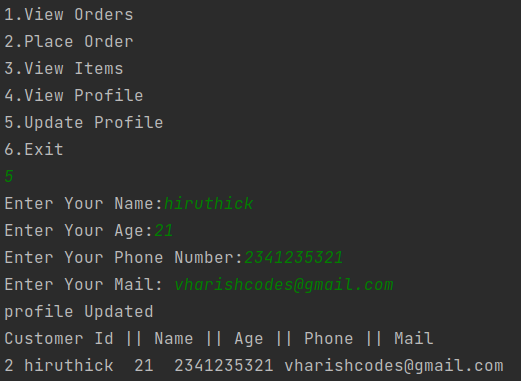 1.View Orders
2.Place Order
3.View Items
4.View Profile
5.Update Profile
6.Exit
5
Enter Your Name:hiruthick
Enter Your Age:21
Enter Your Phone Number:2341235321
Enter Your Mail: vharishcodes@gmail.com
profile Updated
Customer Id || Name || Age || Phone || Mail
2 hiruthick  21  2341235321 vharishcodes@gmail.com